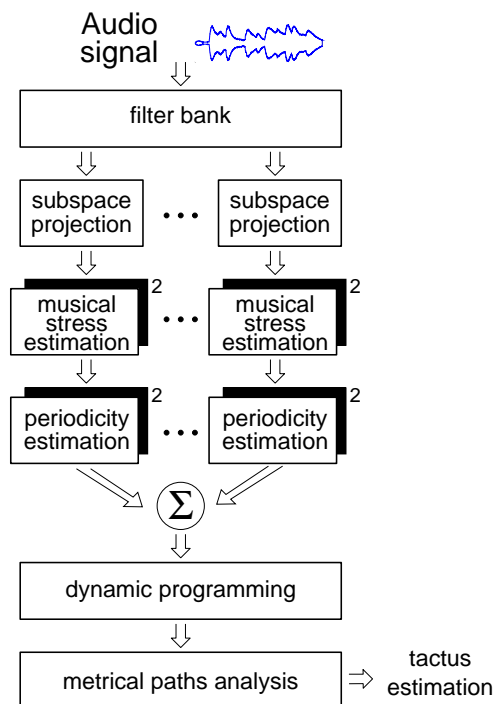 Audio
signal
filter bank
subspace
projection
• • •
subspace
projection
musical
stress
estimation
2
• • •
musical
stress
estimation
2
periodicity
estimation
2
• • •
periodicity
estimation
2
Σ
dynamic programming
metrical paths analysis
tactus
estimation